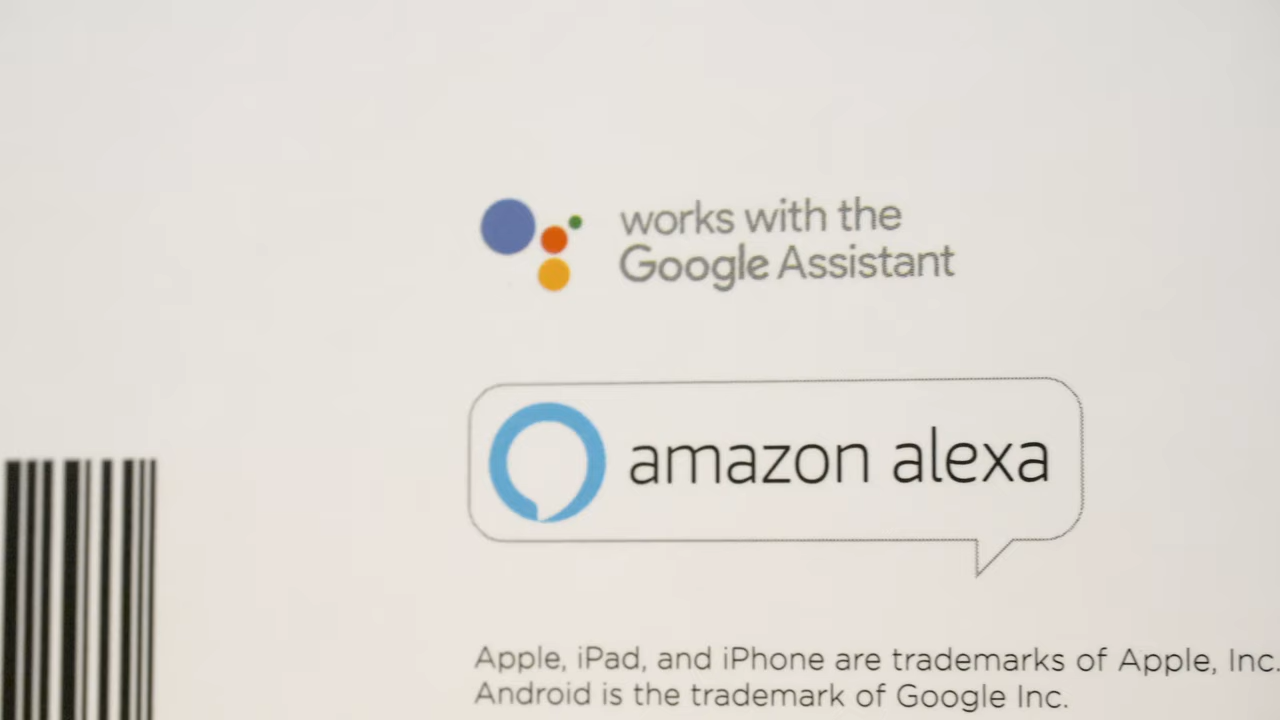 works with the
Google Assistant
amazon alexa
Apple, iPad, and iPhone are trademarks of Apple, Inc.
Android is the trademark of Google Inc.